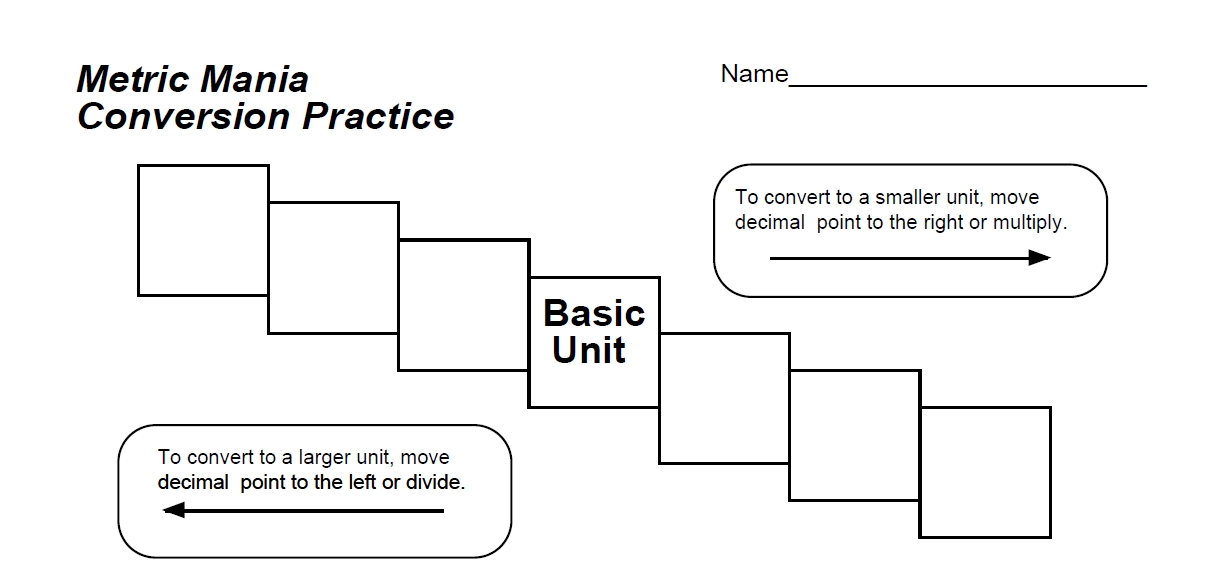 Metric Mania
Conversion Practice
Name
To convert to a smaller unit, move
decimal point to the right or multiply.
Basic
Unit
To convert to a larger unit, move
decimal point to the left or divide.